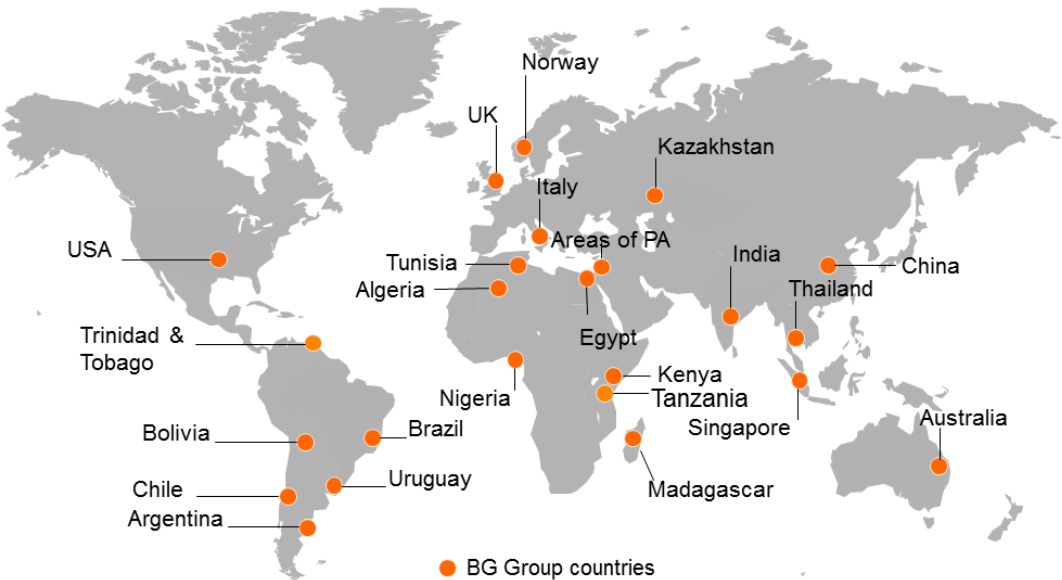 Norway
UK
Kazakhstan
Italy
Areas of PA
USA
Tunisia
India
China
Algeria
Thailand
Trinidad & 
Tobago
Egypt
Kenya
Nigeria
Tanzania
Singapore
Australia
Bolivia
Brazil
Uruguay
Chile
Madagascar
Argentina
BG Group countries